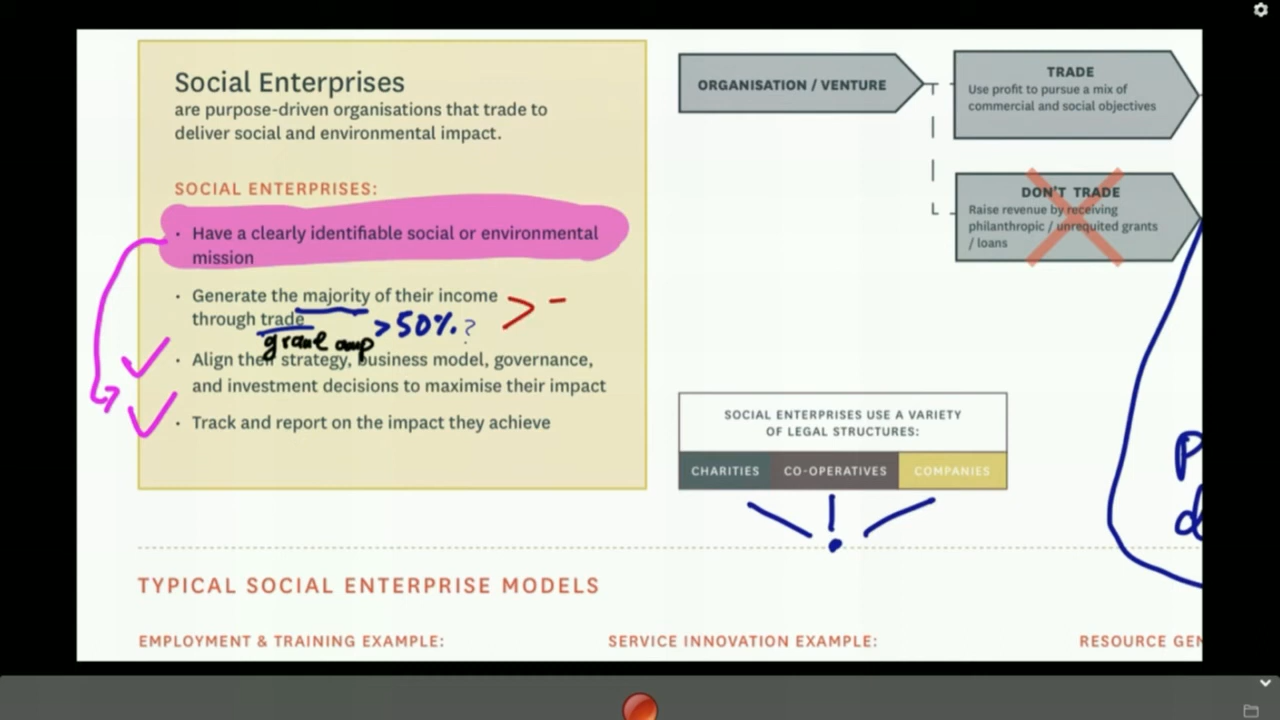 Social Enterprises
are purpose-driven organisations that trade to
deliver social and environmental impact.
SOCIAL ENTERPRISES:
· Have a clearly identifiable social or environmental
mission
· Generate the majority of their income
through trade
>50%?
> -
· Align their strategy, business model, governance,
and investment decisions to maximise their impact
· Track and report on the impact they achieve
ORGANISATION / VENTURE
TRADE
Use profit to pursue a mix of
commercial and social objectives
DON'T TRADE
Raise revenue by receiving
philanthropic / unrequited grants
/ loans
SOCIAL ENTERPRISES USE A VARIETY
OF LEGAL STRUCTURES:
CHARITIES
CO-OPERATIVES
COMPANIES
!
P
d
TYPICAL SOCIAL ENTERPRISE MODELS
EMPLOYMENT & TRAINING EXAMPLE:
SERVICE INNOVATION EXAMPLE:
RESOURCE GEN